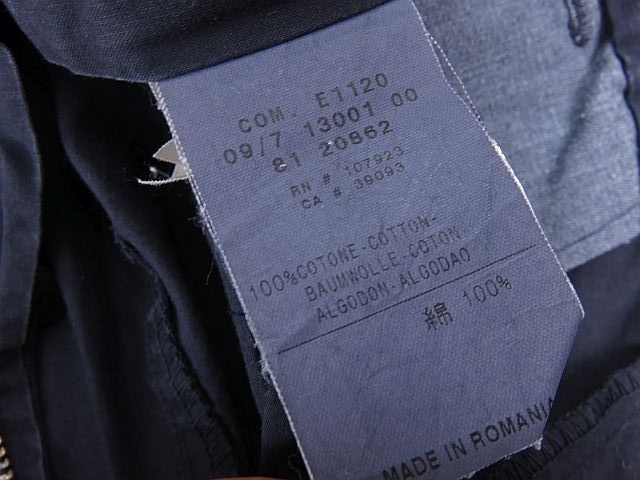 COM. E1120
09/7 13001 00
81 20862
RN # 107923
CA # 39093
100%COTONE-COTTON-
BAUMWOLLE-COTON-
ALGODON-ALGODAO
綿 100%
MADE IN ROMANIA